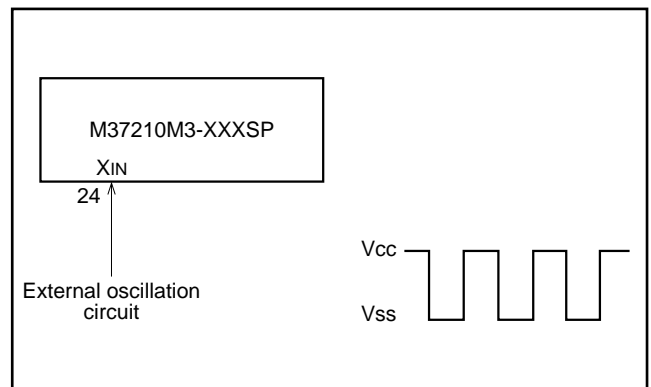 M37210M3-XXXSP
XIN
24
External oscillation
circuit
Vcc
Vss